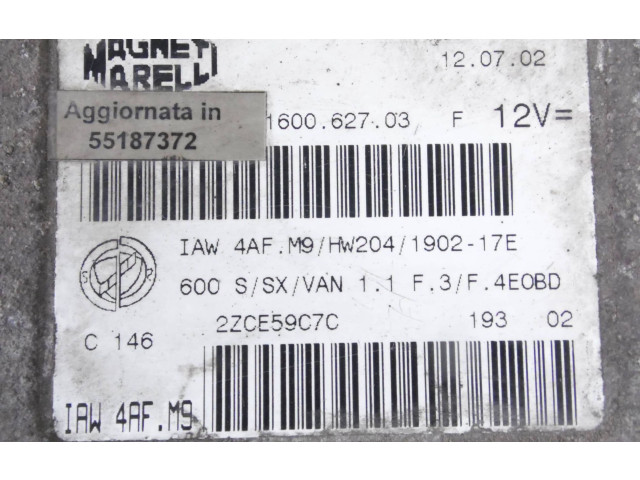 MAGNETI
MARELLI
12.07.02
Aggiornata in
55187372
1600.627.03 F 12V=
IAW 4AF.M9/HW204/1902-17E
600 S/SX/VAN 1.1 F.3/F.4EOBD
2ZCE59C7C 193 02
C 146
IAW 4AF.M9